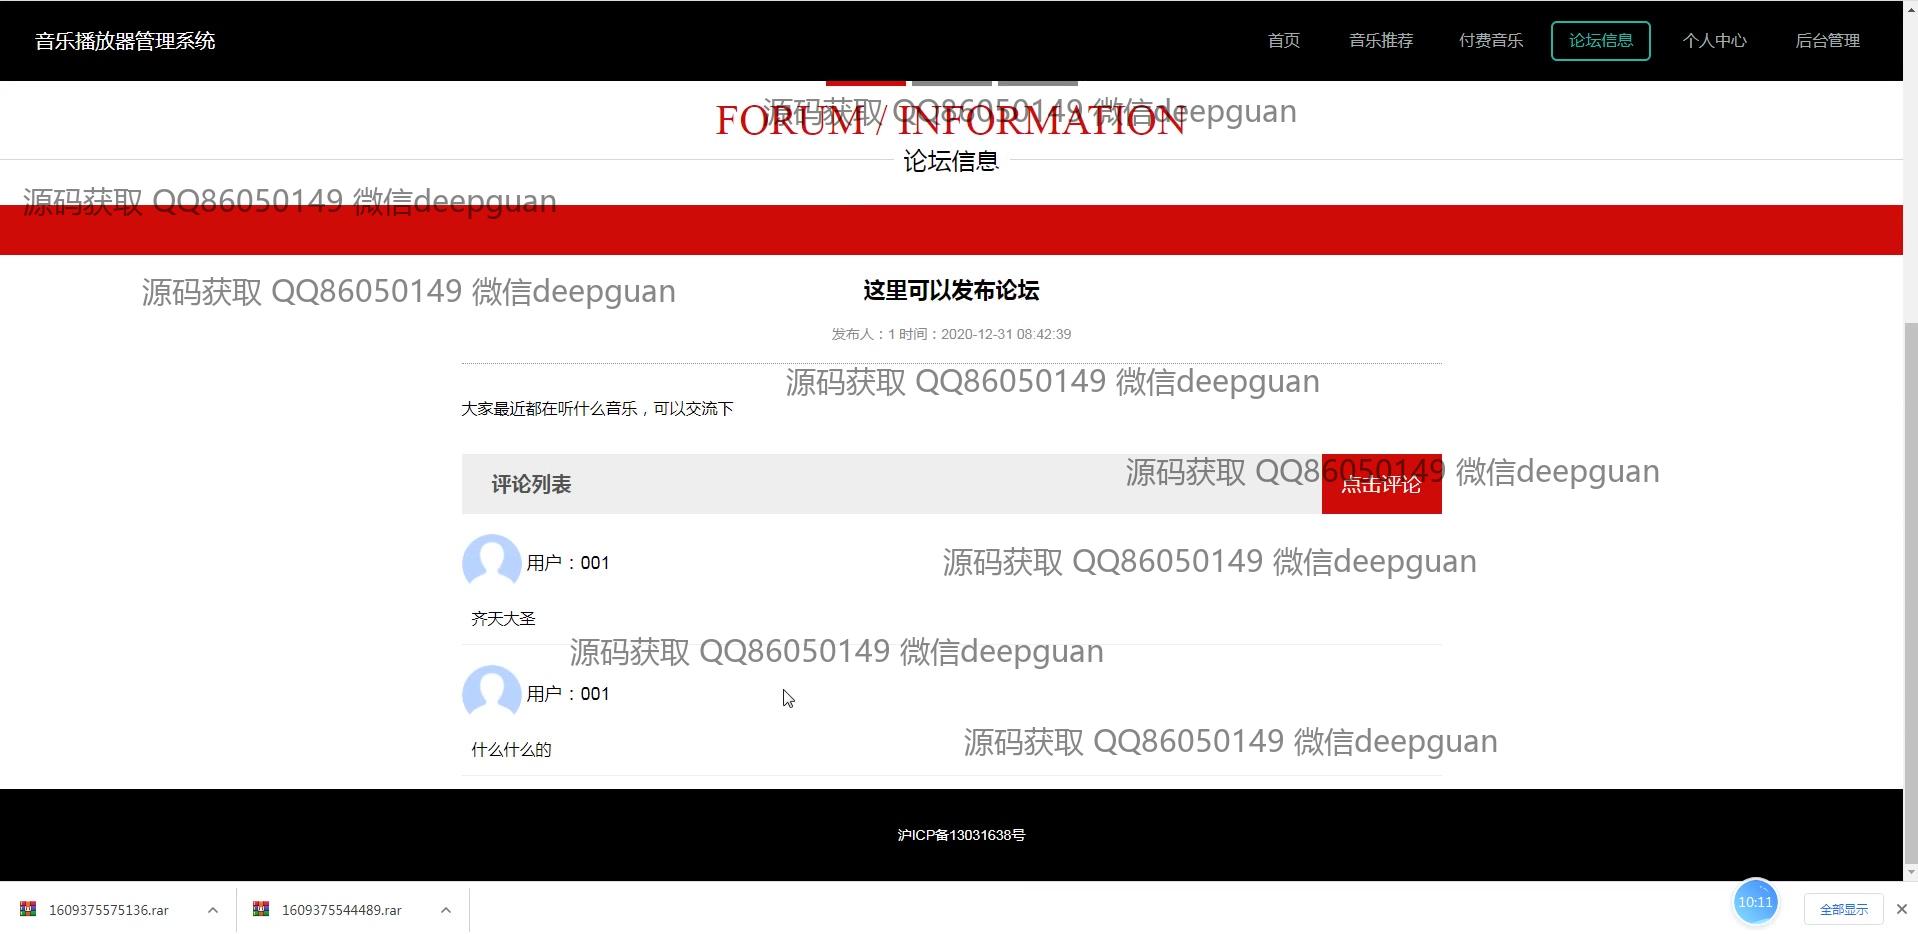 音乐播放器管理系统
首页 音乐推荐 付费音乐 论坛信息 个人中心 后台管理
源码获取 QQ86050149 微信deepguan
FORUM / INFORMATION
论坛信息
源码获取 QQ86050149 微信deepguan
源码获取 QQ86050149 微信deepguan
这里可以发布论坛
发布人：1 时间：2020-12-31 08:42:39
源码获取 QQ86050149 微信deepguan
大家最近都在听什么音乐，可以交流下
源码获取 QQ86050149 微信deepguan
评论列表 点击评论
用户：001
源码获取 QQ86050149 微信deepguan
齐天大圣
源码获取 QQ86050149 微信deepguan
用户：001
源码获取 QQ86050149 微信deepguan
什么什么的
沪ICP备13031638号
1609375575136.rar 1609375544489.rar 10:11 全部显示